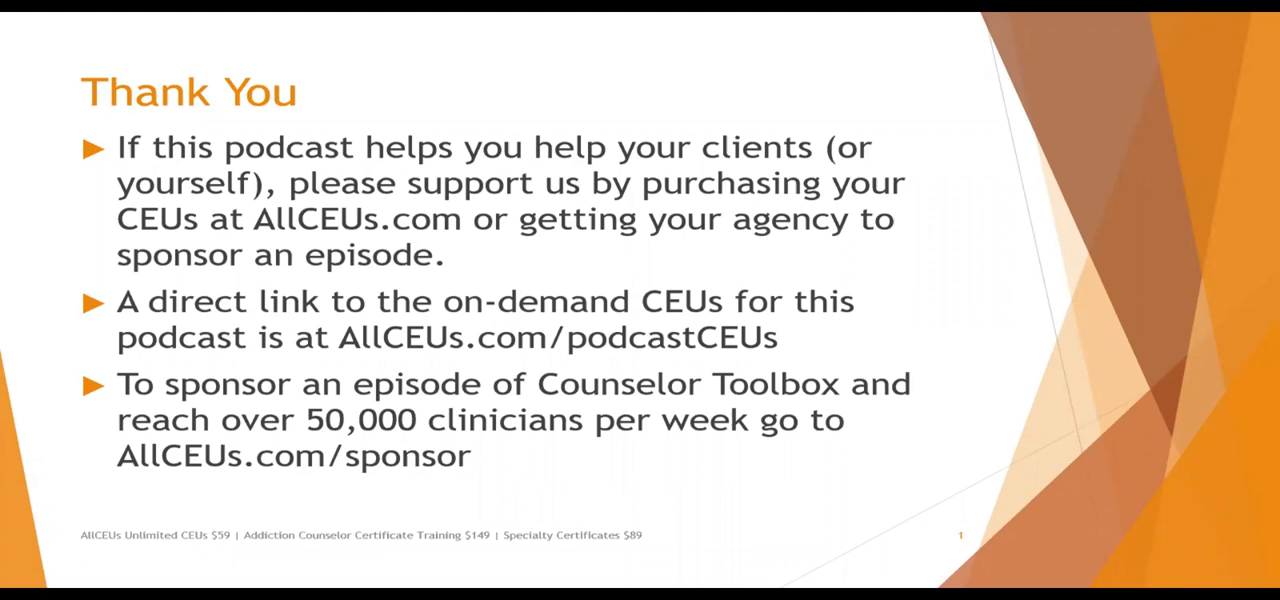 Thank You
If this podcast helps you help your clients (or
yourself), please support us by purchasing your
CEUs at AllCEUs.com or getting your agency to
sponsor an episode.
A direct link to the on-demand CEUs for this
podcast is at AllCEUs.com/podcastCEUs
To sponsor an episode of Counselor Toolbox and
reach over 50,000 clinicians per week go to
AllCEUs.com/sponsor
AllCEUs Unlimited CEUs $59 | Addiction Counselor Certificate Training $149 | Specialty Certificates $89
1